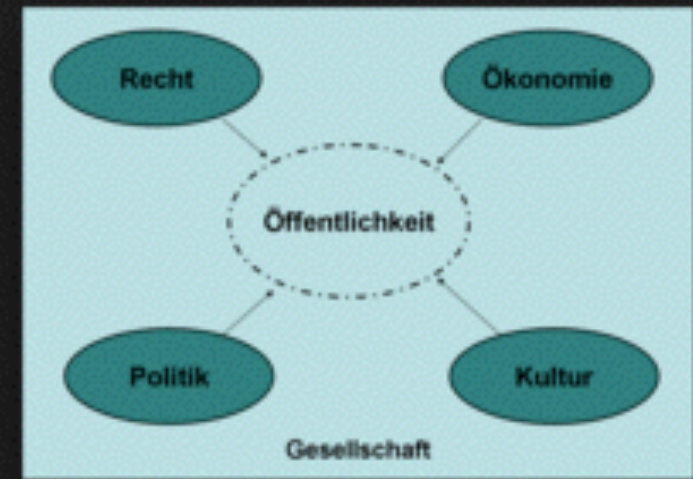 Recht
Ökonomie
Öffentlichkeit
Politik
Kultur
Gesellschaft